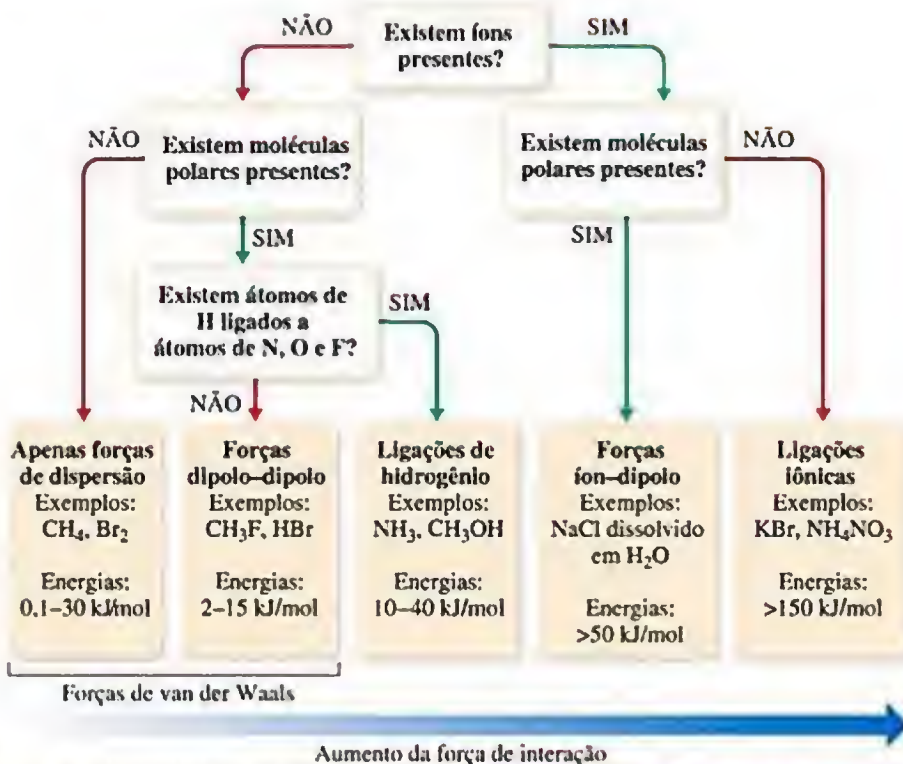 NÃO
Existem íons
presentes?
SIM
NÃO
Existem moléculas
polares presentes?
Existem moléculas
polares presentes?
NÃO
SIM
SIM
Existem átomos de
H ligados a
átomos de N, O e F?
SIM
NÃO
Apenas forças
de dispersão
Exemplos:
CH₄, Br₂
Energias:
0,1–30 kJ/mol
Forças
dipolo–dipolo
Exemplos:
CH₃F, HBr
Energias:
2–15 kJ/mol
Ligações de
hidrogênio
Exemplos:
NH₃, CH₃OH
Energias:
10–40 kJ/mol
Forças
íon–dipolo
Exemplos:
NaCl dissolvido
em H₂O
Energias:
>50 kJ/mol
Ligações
iônicas
Exemplos:
KBr, NH₄NO₃
Energias:
>150 kJ/mol
Forças de van der Waals
Aumento da força de interação